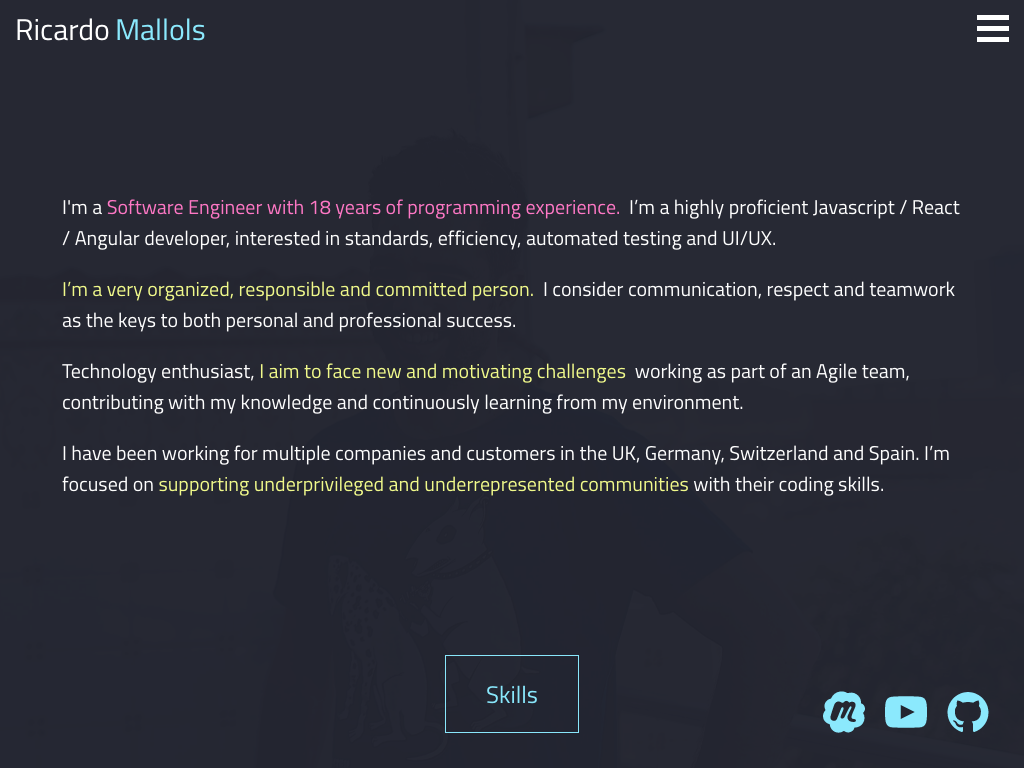 Ricardo Mallols
I'm a Software Engineer with 18 years of programming experience. I’m a highly proficient Javascript / React
/ Angular developer, interested in standards, efficiency, automated testing and UI/UX.
I’m a very organized, responsible and committed person. I consider communication, respect and teamwork
as the keys to both personal and professional success.
Technology enthusiast, I aim to face new and motivating challenges working as part of an Agile team,
contributing with my knowledge and continuously learning from my environment.
I have been working for multiple companies and customers in the UK, Germany, Switzerland and Spain. I’m
focused on supporting underprivileged and underrepresented communities with their coding skills.
Skills